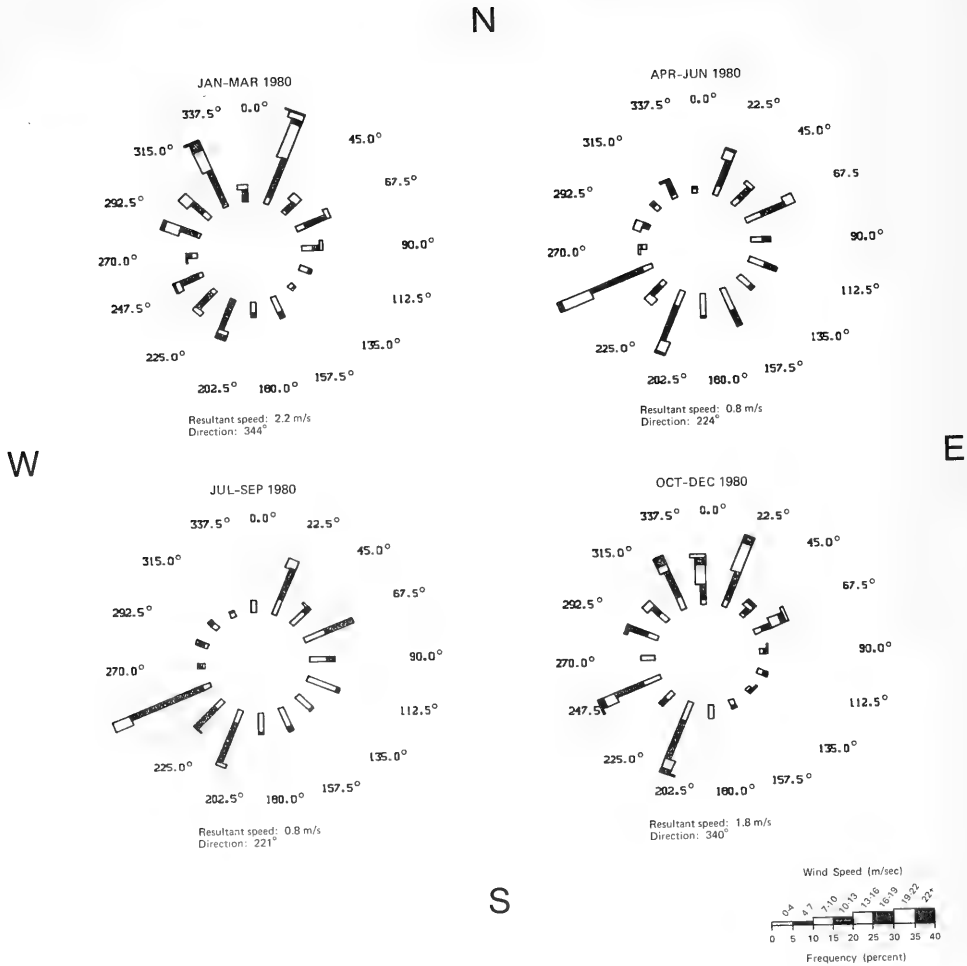 N
JAN-MAR 1980
0.0°
337.5°
45.0°
315.0°
67.5°
292.5°
90.0°
270.0°
112.5°
247.5°
135.0°
225.0°
157.5°
202.5° 180.0°
Resultant speed: 2.2 m/s
Direction: 344°
APR-JUN 1980
337.5° 0.0° 22.5°
45.0°
315.0°
67.5
292.5°
90.0°
270.0°
112.5°
135.0°
225.0°
157.5°
202.5° 180.0°
Resultant speed: 0.8 m/s
Direction: 224°
W
E
JUL-SEP 1980
337.5° 0.0° 22.5°
45.0°
315.0°
67.5°
292.5°
90.0°
270.0°
112.5°
135.0°
225.0°
157.5°
202.5° 180.0°
Resultant speed: 0.8 m/s
Direction: 221°
OCT-DEC 1980
337.5° 0.0° 22.5°
45.0°
315.0°
67.5°
292.5°
90.0°
270.0°
112.5°
247.5
135.0°
225.0°
157.5°
202.5° 180.0°
Resultant speed: 1.8 m/s
Direction: 340°
S
Wind Speed (m/sec)
0-4 4-7 7-10 10-13 13-16 16-19 19-22 22+
0 5 10 15 20 25 30 35 40
Frequency (percent)